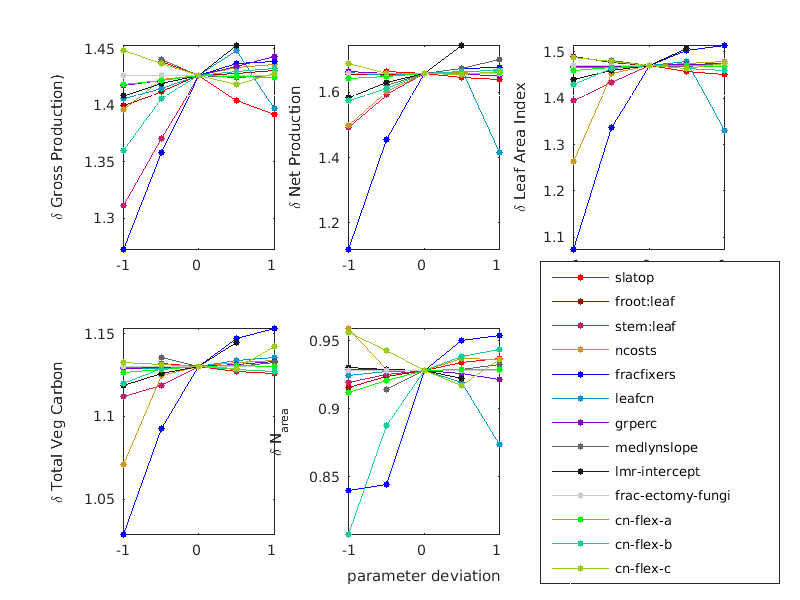 δ Gross Production)
1.45
1.4
1.35
1.3
-1 0 1
δ Net Production
1.6
1.4
1.2
-1 0 1
δ Leaf Area Index
1.5
1.4
1.3
1.2
1.1
δ Total Veg Carbon
1.15
1.1
1.05
-1 0 1
δ N area
0.95
0.9
0.85
-1 0 1
parameter deviation
slatop
froot:leaf
stem:leaf
ncosts
fracfixers
leafcn
grperc
medlynslope
lmr-intercept
frac-ectomy-fungi
cn-flex-a
cn-flex-b
cn-flex-c